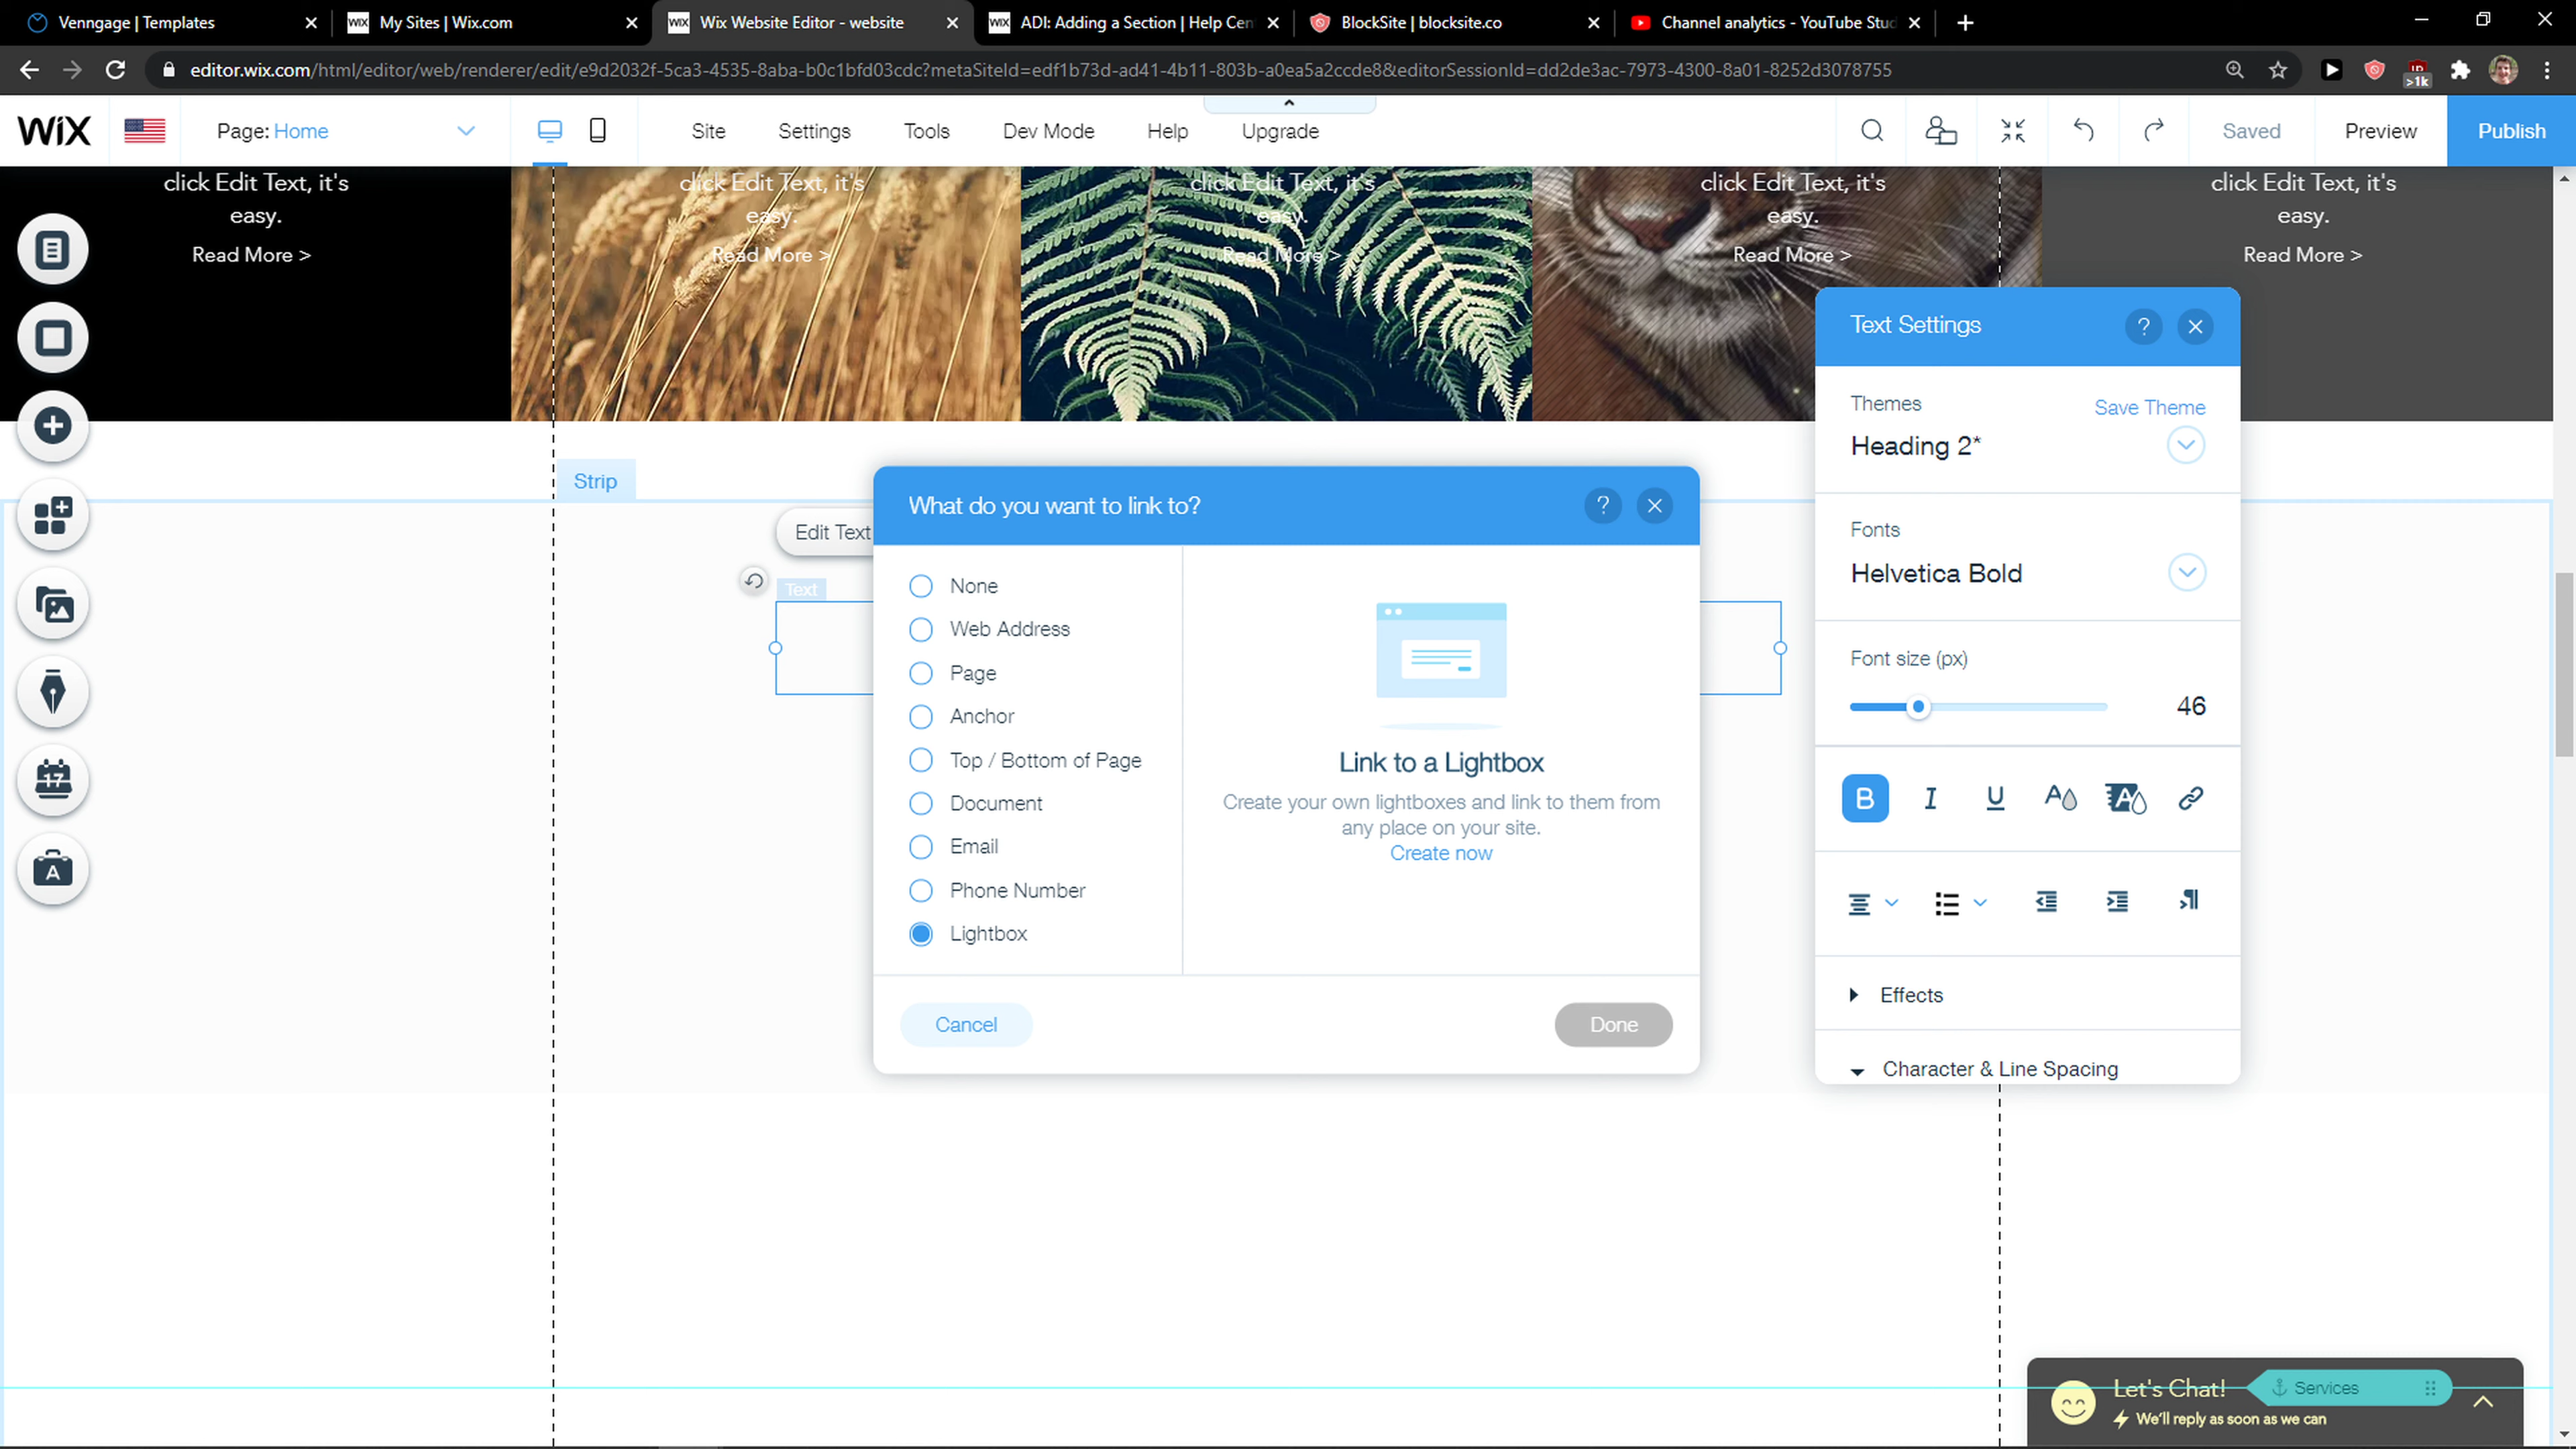 Venngage | Templates
WiX My Sites | Wix.com
WiX Wix Website Editor - website
WiX ADI: Adding a Section | Help Cen
BlockSite | blocksite.co
Channel analytics - YouTube Stud
editor.wix.com/html/editor/web/renderer/edit/e9d2032f-5ca3-4535-8aba-b0c1bfd03cdc?metaSiteId=edf1b73d-ad41-4b11-803b-a0ea5a2ccde8&editorSessionId=dd2de3ac-7973-4300-8a01-8252d3078755
>1k
WiX
Page: Home
Site
Settings
Tools
Dev Mode
Help
Upgrade
Saved
Preview
Publish
click Edit Text, it's
easy.
Read More >
click Edit Text, it's
easy.
Read More >
click Edit Text, it's
easy.
Read More >
click Edit Text, it's
easy.
Read More >
click Edit Text, it's
easy.
Read More >
17
A
Strip
Edit Text
Text
What do you want to link to?
?
None
Web Address
Page
Anchor
Top / Bottom of Page
Document
Email
Phone Number
Lightbox
Link to a Lightbox
Create your own lightboxes and link to them from
any place on your site.
Create now
Cancel
Done
Text Settings
?
Themes
Save Theme
Heading 2*
Fonts
Helvetica Bold
Font size (px)
46
B
I
U
A
A
Effects
Character & Line Spacing
Let's Chat!
Services
We'll reply as soon as we can